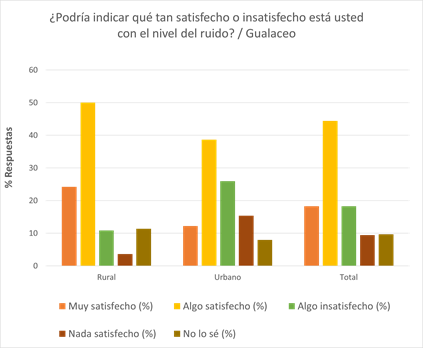 ¿Podría indicar qué tan satisfecho o insatisfecho está usted
con el nivel del ruido? / Gualaceo
% Respuestas
60
50
40
30
20
10
0
Rural
Urbano
Total
Muy satisfecho (%)
Algo satisfecho (%)
Algo insatisfecho (%)
Nada satisfecho (%)
No lo sé (%)